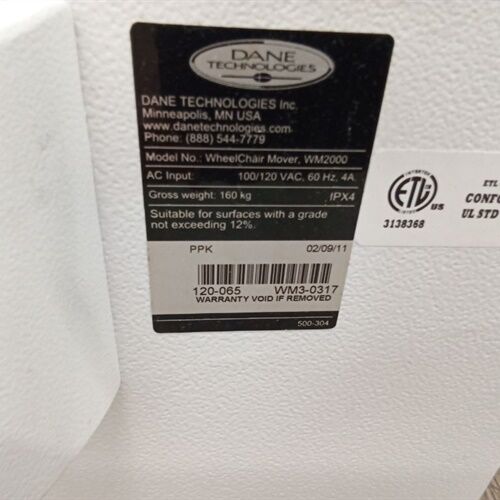 DANE
TECHNOLOGIES
DANE TECHNOLOGIES Inc.
Minneapolis, MN USA
www.danetechnologies.com
Phone: (888) 544-7779
Model No.: WheelChair Mover, WM2000
AC Input: 100/120 VAC, 60 Hz, 4A
Gross weight: 160 kg IPX4
Suitable for surfaces with a grade
not exceeding 12%.
PPK 02/09/11
120-065 WM3-0317
WARRANTY VOID IF REMOVED
500-304
ETL
US
3138368
ETL
CONFO
UL STD